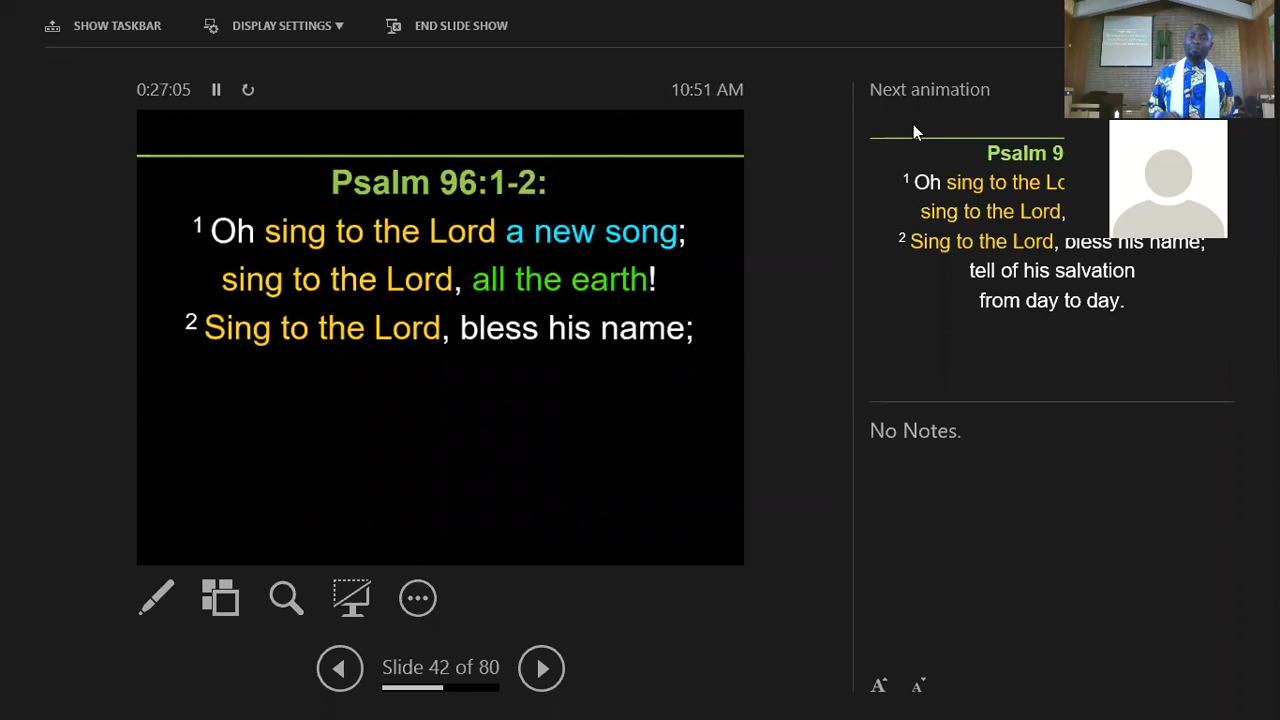 SHOW TASKBAR
DISPLAY SETTINGS ▼
END SLIDE SHOW
0:27:05
10:51 AM
Psalm 96:1-2:
1 Oh sing to the Lord a new song;
sing to the Lord, all the earth!
2 Sing to the Lord, bless his name;
Slide 42 of 80
Next animation
Psalm 9
1 Oh sing to the Lo
sing to the Lord,
2 Sing to the Lord, bless his name;
tell of his salvation
from day to day.
No Notes.
A A